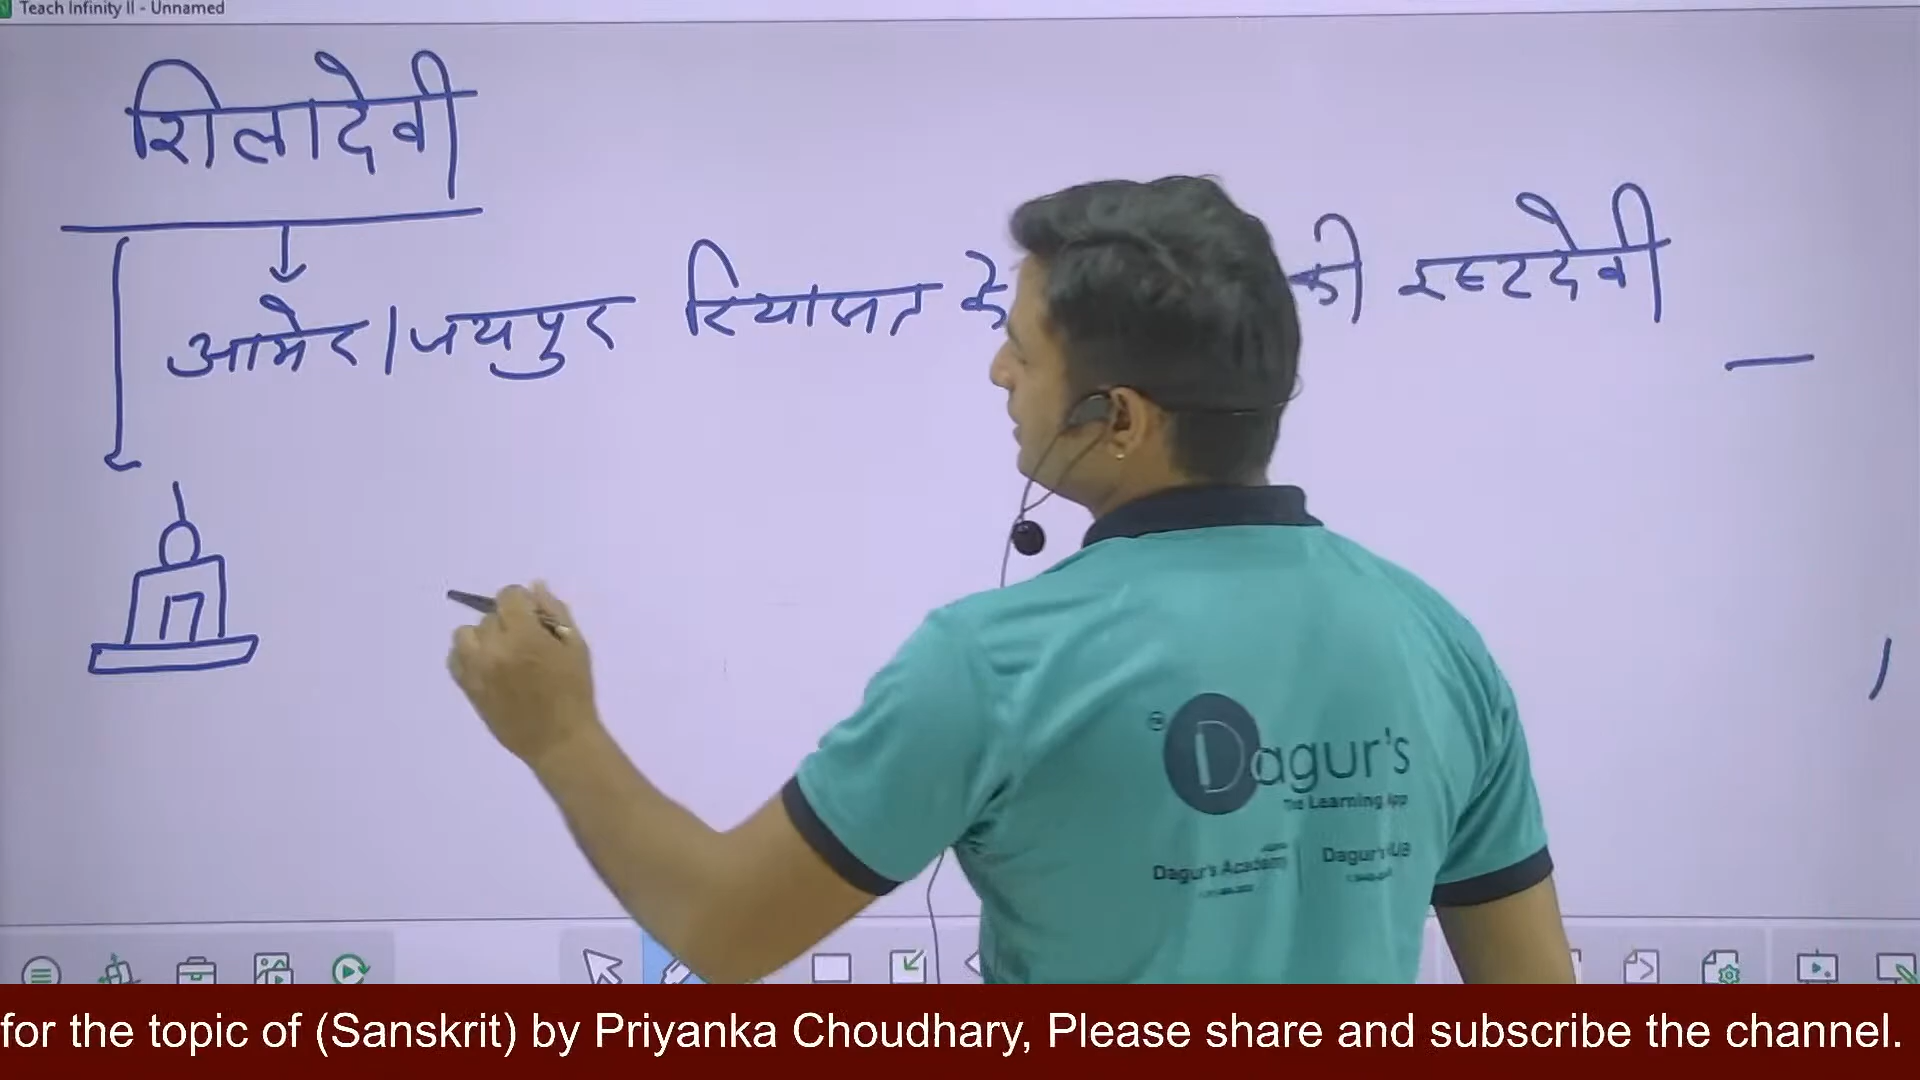 Teach Infinity II - Unnamed
शिलादेवी
आमेर/जयपुर रियासत के की इष्टदेवी
17
Dagur's
The Learning App
Dagur's Academy
for the topic of (Sanskrit) by Priyanka Choudhary, Please share and subscribe the channel.